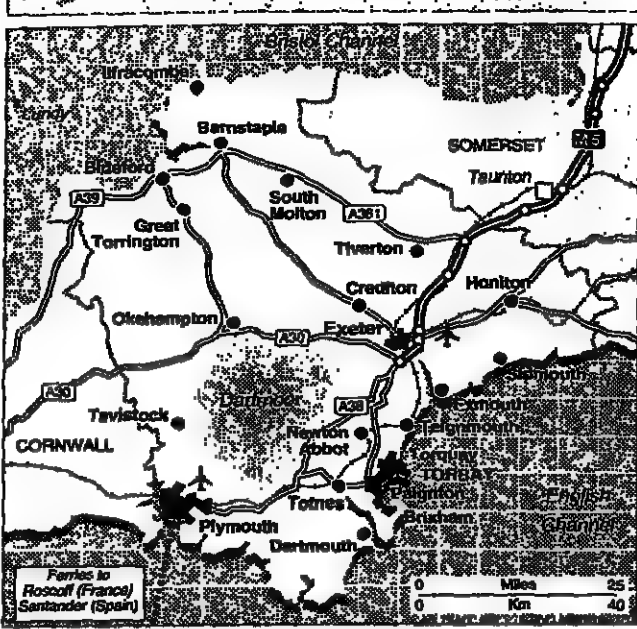 Bristol Channel
Ilfracombe
Lundy
Barnstaple
SOMERSET
M5
Bideford
Taunton
South
Molton
A39
A361
Great
Torrington
Tiverton
Crediton
Honiton
Okehampton
Exeter
A30
Sidmouth
Dartmoor
A30
A38
Exmouth
Tavistock
Teignmouth
Newton
Abbot
CORNWALL
Torquay
TORBAY
Paignton
Totnes
English
Channel
Plymouth
Brixham
Dartmouth
Ferries to
Roscoff (France)
Santander (Spain)
0 Miles 25
0 Km 40